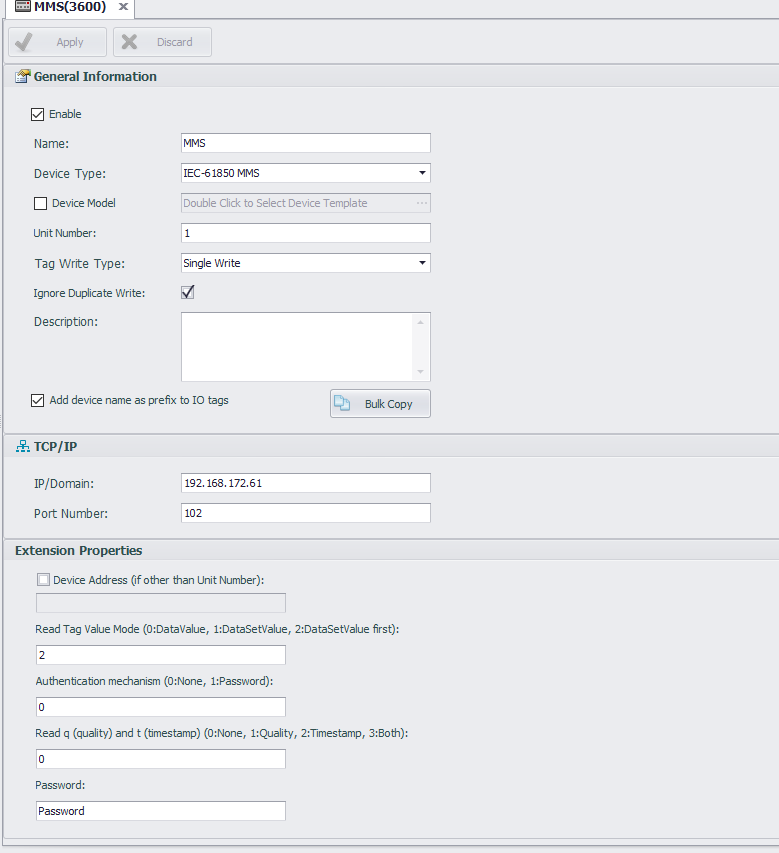 MMS(3600)
Apply Discard
General Information
Enable
Name: MMS
Device Type: IEC-61850 MMS
Device Model Double Click to Select Device Template ...
Unit Number: 1
Tag Write Type: Single Write
Ignore Duplicate Write:
Description:
Add device name as prefix to IO tags Bulk Copy
TCP/IP
IP/Domain: 192.168.172.61
Port Number: 102
Extension Properties
Device Address (if other than Unit Number):
Read Tag Value Mode (0:DataValue, 1:DataSetValue, 2:DataSetValue first):
2
Authentication mechanism (0:None, 1:Password):
0
Read q (quality) and t (timestamp) (0:None, 1:Quality, 2:Timestamp, 3:Both):
0
Password:
Password